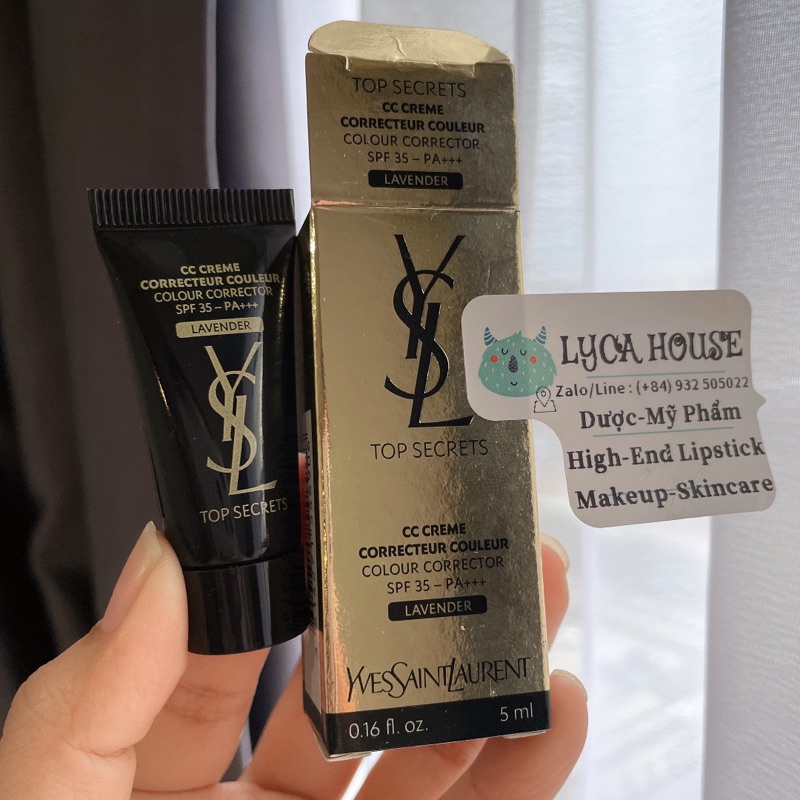 TOP SECRETS
CC CREME
CORRECTEUR COULEUR
COLOUR CORRECTOR
SPF 35 – PA+++
LAVENDER
CC CREME
CORRECTEUR COULEUR
COLOUR CORRECTOR
SPF 35 – PA+++
LAVENDER
YSL
TOP SECRETS
YSL
TOP SECRETS
CC CREME
CORRECTEUR COULEUR
COLOUR CORRECTOR
SPF 35 – PA+++
LAVENDER
YVESSAINTLAURENT
0.16 fl. oz. 5 ml
LYCA HOUSE
Zalo/Line : (+84) 932 505022
Dược-Mỹ Phẩm
High-End Lipstick
Makeup-Skincare